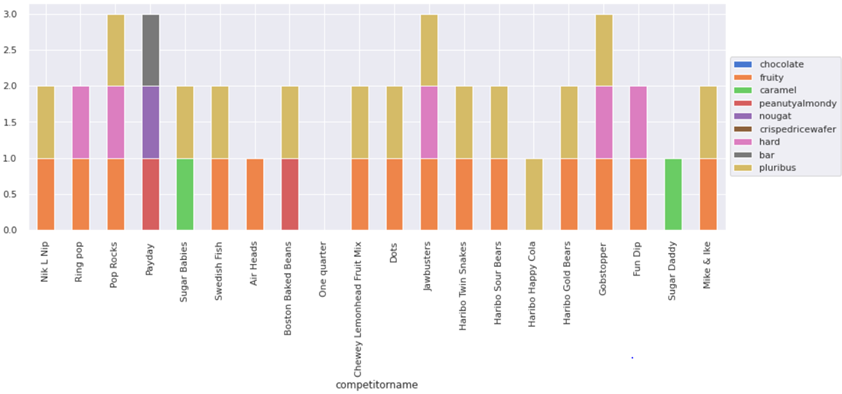 3.0
2.5
2.0
1.5
1.0
0.5
0.0
chocolate
fruity
caramel
peanutyalmondy
nougat
crispedricewafer
hard
bar
pluribus
Nik L Nip
Ring pop
Pop Rocks
Payday
Sugar Babies
Swedish Fish
Air Heads
Boston Baked Beans
One quarter
Chewey Lemonhead Fruit Mix
Dots
Jawbusters
Haribo Twin Snakes
Haribo Sour Bears
Haribo Happy Cola
Haribo Gold Bears
Gobstopper
Fun Dip
Sugar Daddy
Mike & Ike
competitorname